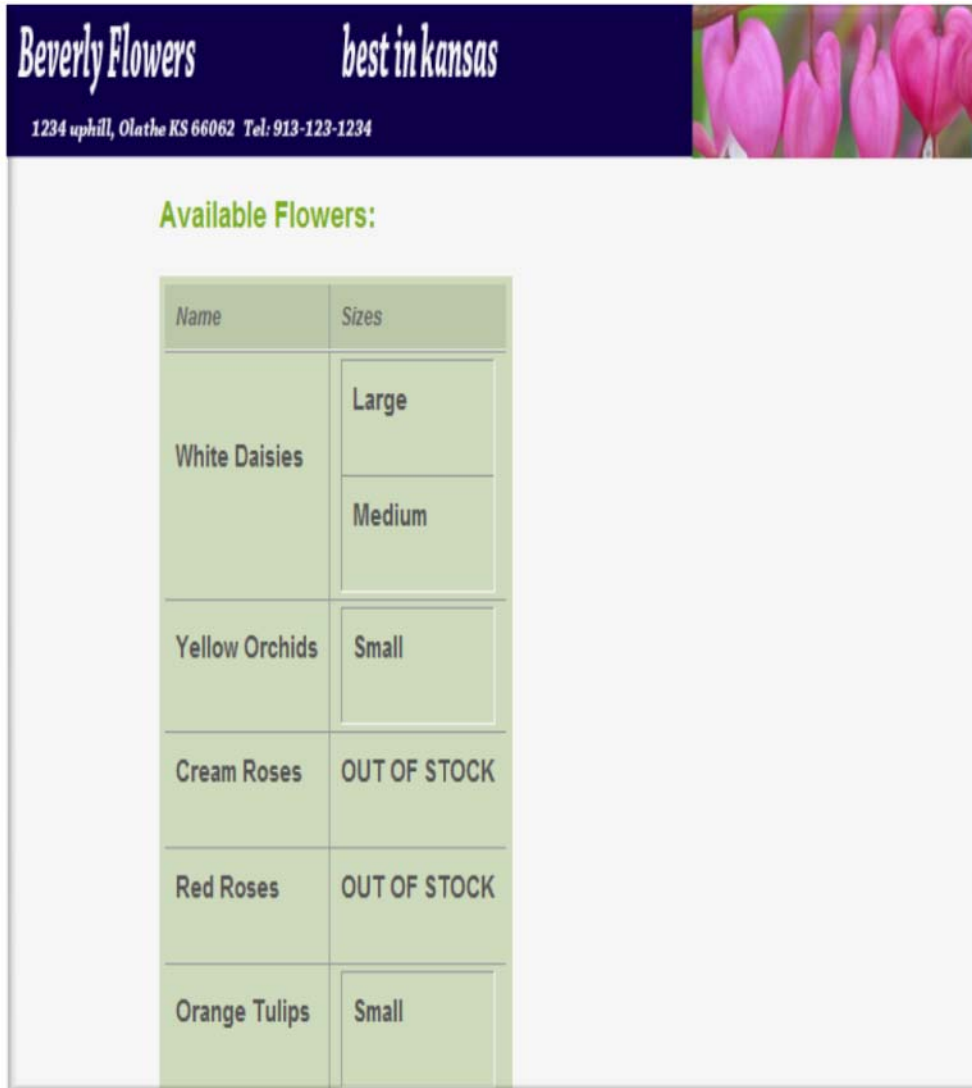 Beverly Flowers best in kansas
1234 uphill, Olathe KS 66062 Tel: 913-123-1234
Available Flowers:
Name Sizes
Large
White Daisies
Medium
Yellow Orchids Small
Cream Roses OUT OF STOCK
Red Roses OUT OF STOCK
Orange Tulips Small